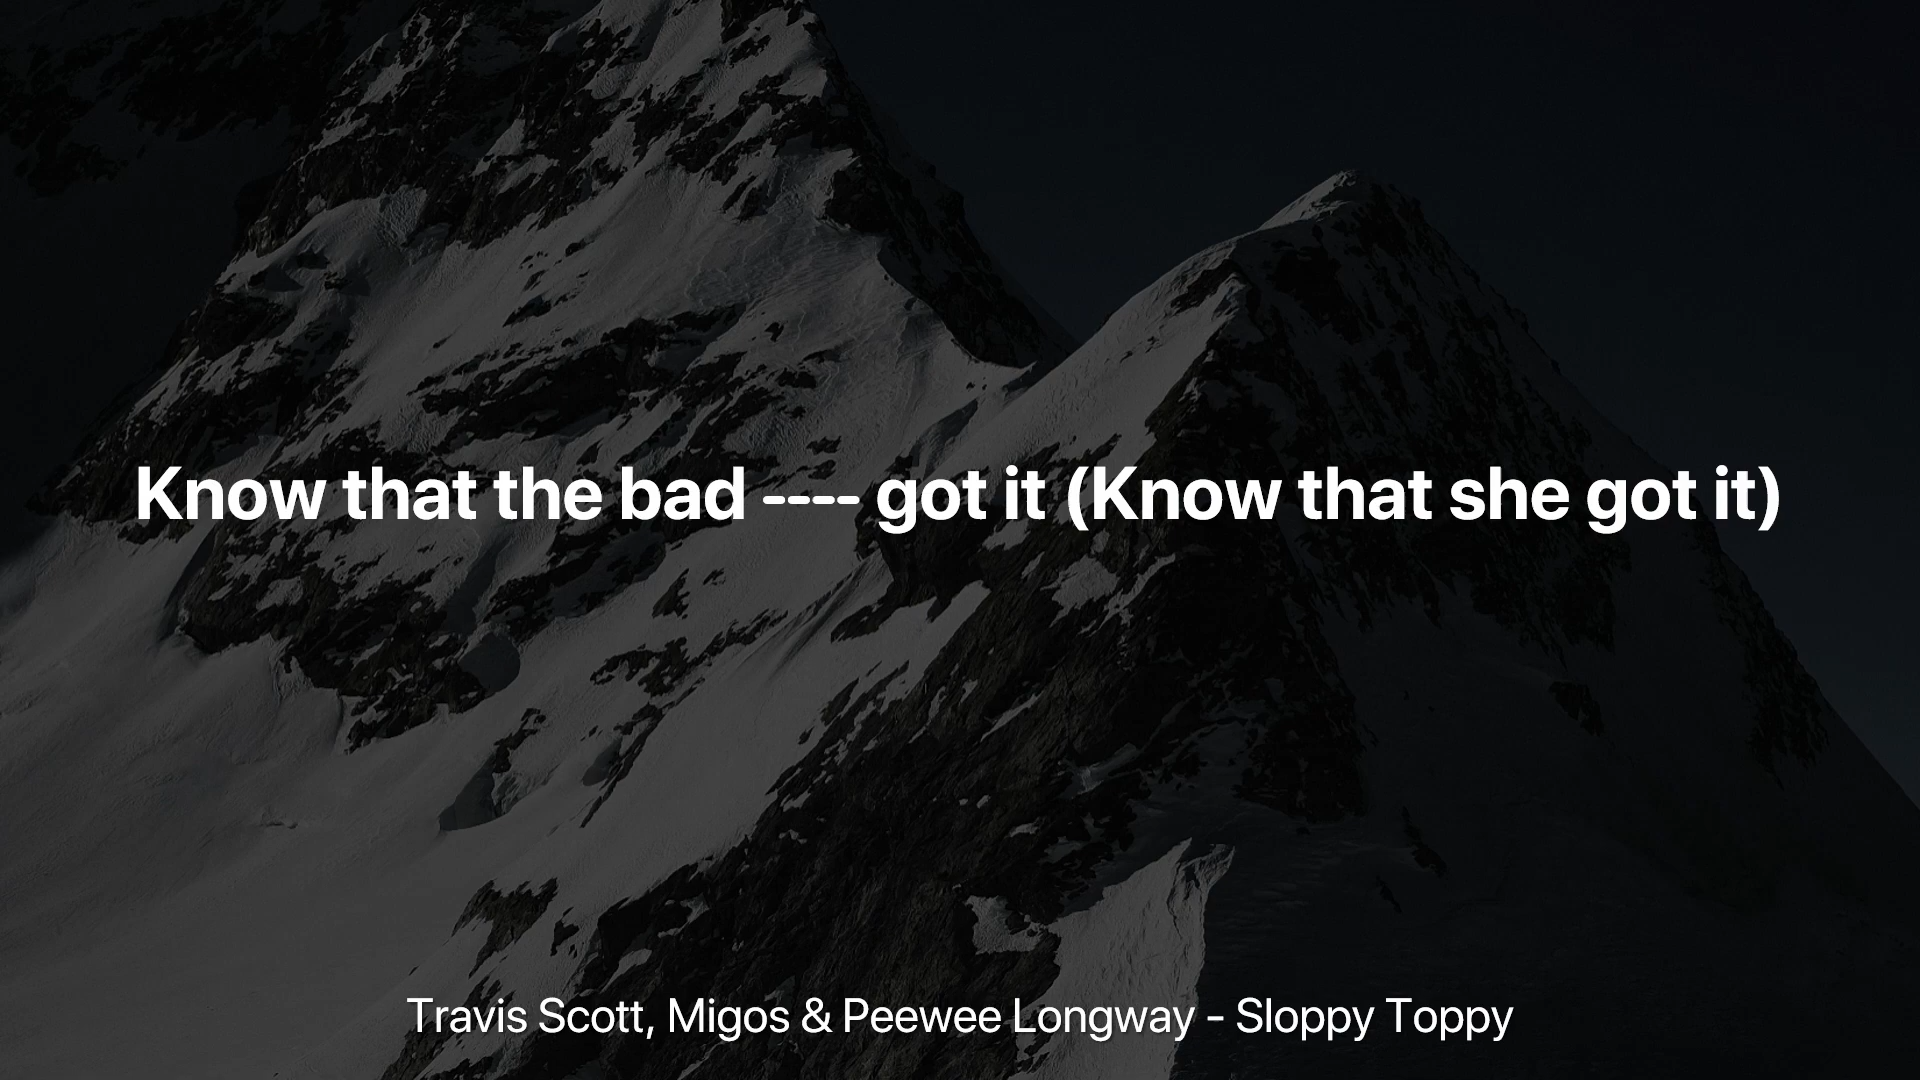 Know that the bad ---- got it (Know that she got it)
Travis Scott, Migos & Peewee Longway - Sloppy Toppy